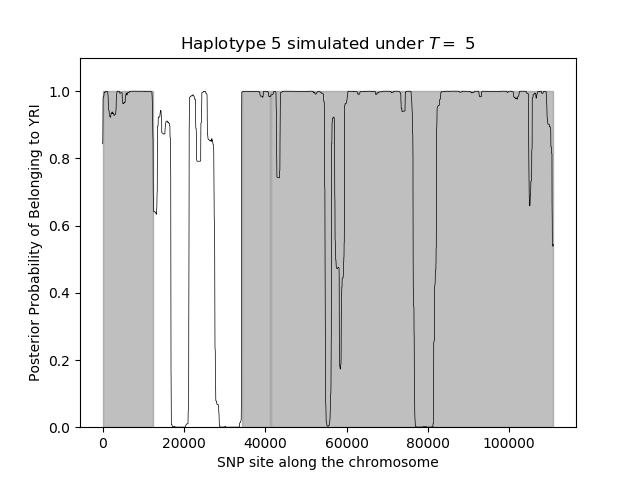 Haplotype 5 simulated under T = 5
Posterior Probability of Belonging to YRI
1.0
0.8
0.6
0.4
0.2
0.0
0 20000 40000 60000 80000 100000
SNP site along the chromosome